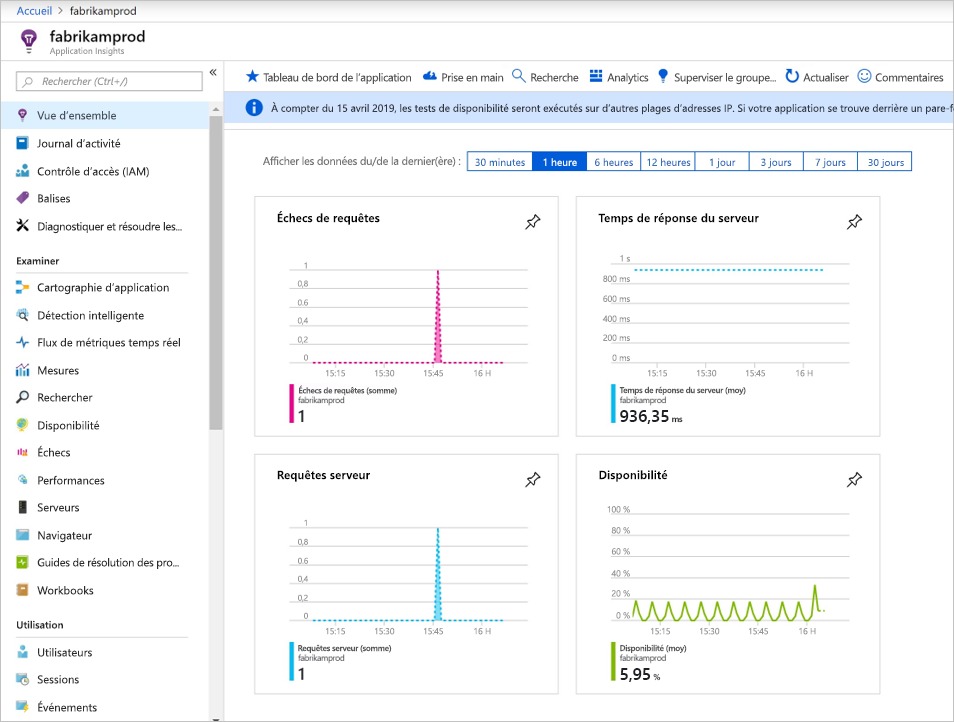 Accueil > fabrikamprod
fabrikamprod
Application Insights
Rechercher (Ctrl+/)
«
Vue d'ensemble
Journal d'activité
Contrôle d'accès (IAM)
Balises
Diagnostiquer et résoudre les...
Examiner
Cartographie d'application
Détection intelligente
Flux de métriques temps réel
Mesures
Rechercher
Disponibilité
Échecs
Performances
Serveurs
Navigateur
Guides de résolution des pro...
Workbooks
Utilisation
Utilisateurs
Sessions
Événements
Tableau de bord de l'application Prise en main Recherche Analytics Superviser le groupe... Actualiser Commentaires
À compter du 15 avril 2019, les tests de disponibilité seront exécutés sur d'autres plages d'adresses IP. Si votre application se trouve derrière un pare-f
Afficher les données du/de la dernier(ère) : 30 minutes 1 heure 6 heures 12 heures 1 jour 3 jours 7 jours 30 jours
Échecs de requêtes
1
0,8
0.6
0,4
0,2
0
15:15 15:30 15:45 16 H
Échecs de requêtes (somme)
fabrikamprod
1
Temps de réponse du serveur
1 s
800 ms
600 ms
400 ms
200 ms
0 ms
15:15 15:30 15:45 16 H
Temps de réponse du serveur (moy)
fabrikamprod
936,35 ms
Requêtes serveur
1
0,8
0.6
0,4
0,2
0
15:15 15:30 15:45 16 H
Requêtes serveur (somme)
fabrikamprod
1
Disponibilité
100 %
80 %
60 %
40 %
20 %
0 %
15:15 15:30 15:45 16 H
Disponibilité (moy)
fabrikamprod
5,95 %